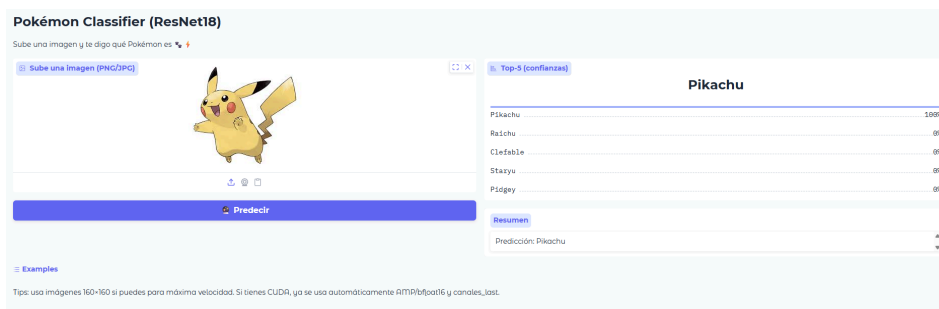 Pokémon Classifier (ResNet18)
Sube una imagen y te digo qué Pokémon es
Sube una imagen (PNG/JPG)
Predecir
Top-5 (confianzas)
Pikachu
Pikachu 100%
Raichu 0%
Clefable 0%
Staryu 0%
Pidgey 0%
Resumen
Predicción: Pikachu
Examples
Tips: usa imágenes 160×160 si puedes para máxima velocidad. Si tienes CUDA, ya se usa automáticamente AMP/bfloat16 y canales_last.